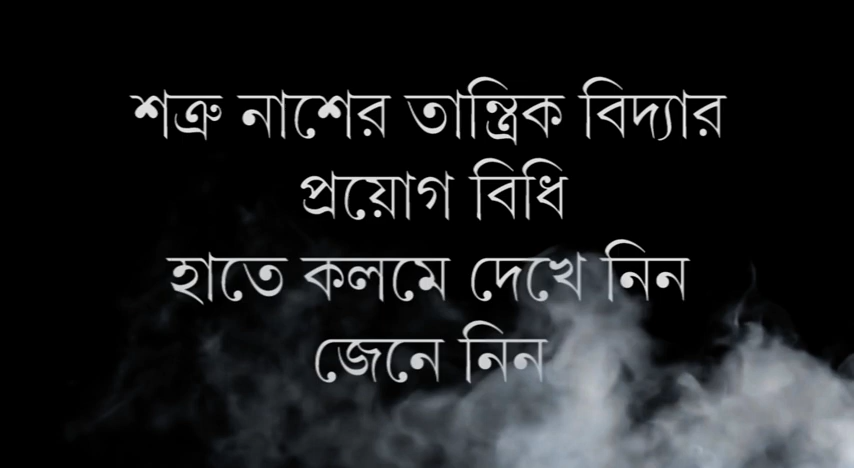 শত্রু নাশের তান্ত্রিক বিদ্যার
প্রয়োগ বিধি
হাতে কলমে দেখে নিন
জেনে নিন